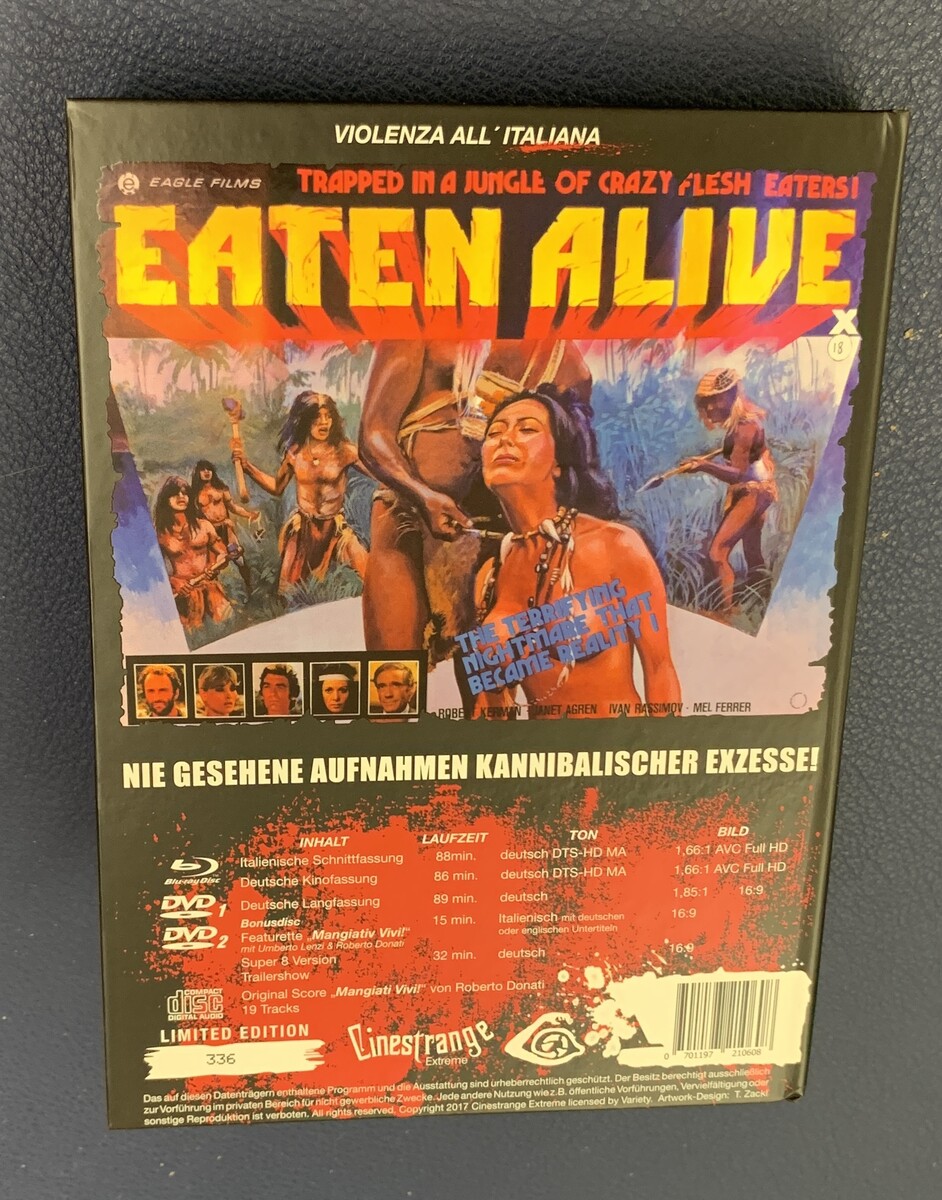 VIOLENZA ALL´ITALIANA
e EAGLE FILMS
TRAPPED IN A JUNGLE OF CRAZY FLESH EATERS!
EATEN ALIVE
X
18
THE TERRIFYING
NIGHTMARE THAT
BECAME REALITY!
ROBERT KERMAN · JANET AGREN IVAN RASSIMOV · MEL FERRER
NIE GESEHENE AUFNAHMEN KANNIBALISCHER EXZESSE!
INHALT LAUFZEIT TON BILD
Blu-ray Disc Italienische Schnittfassung 88min. deutsch DTS-HD MA 1,66:1 AVC Full HD
Deutsche Kinofassung 86 min. deutsch DTS-HD MA 1,66:1 AVC Full HD
DVD 1 Deutsche Langfassung 89 min. deutsch 1,85:1 16:9
DVD 2 Bonusdisc
Featurette „Mangiativ Vivi!" 15 min. Italienisch mit deutschen 16:9
mit Umberto Lenzi & Roberto Donati oder englischen Untertiteln
Super 8 Version 32 min. deutsch 16:9
Trailershow
COMPACT disc DIGITAL AUDIO Original Score „Mangiati Vivi!" von Roberto Donati
19 Tracks
LIMITED EDITION
336
Cinestrange
Extreme
0 701197 210608
Das auf diesen Datenträgern enthaltene Programm und die Ausstattung sind urheberrechtlich geschützt. Der Besitz berechtigt ausschließlich
zur Vorführung im privaten Bereich für nicht gewerbliche Zwecke. Jede andere Nutzung wie z.B. öffentliche Vorführungen, Vervielfältigung oder
sonstige Reproduktion ist verboten. All rights reserved. Copyright 2017 Cinestrange Extreme licensed by Variety. Artwork-Design: T. Zackl